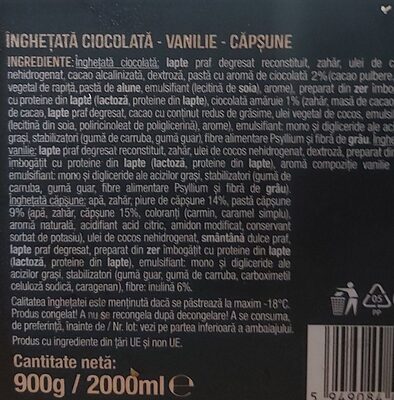 ÎNGHEȚATĂ CIOCOLATĂ - VANILIE - CĂPȘUNE
INGREDIENTE: Înghețată ciocolată: lapte praf degresat reconstituit, zahăr, ulei de c
nehidrogenat, cacao alcalinizată, dextroză, pastă cu aromă de ciocolată 2% (cacao pulbere,
vegetal de rapiță, pastă de alune, emulsifiant (lecitină de soia), arome), preparat din zer îmbog
cu proteine din lapte (lactoză, proteine din lapte), ciocolată amăruie 1% (zahăr, masă de cacao
de cacao, lapte praf degresat, cacao cu conținut redus de grăsime, ulei vegetal de cocos, emulsi
(lecitină din soia, poliricinoleat de poliglicerină), arome), emulsifiant: mono și digliceride ale aci
grași, stabilizatori (gumă de carruba, gumă guar), fibre alimentare Psyllium și fibră de grâu. Îng
vanilie: lapte praf degresat reconstituit, zahăr, ulei de cocos nehidrogenat, dextroză, preparat di
îmbogățit cu proteine din lapte (lactoză, proteine din lapte), aromă compoziție vanilie
emulsifiant: mono și digliceride ale acizilor grași, stabilizatori (gumă de
carruba, gumă guar, fibre alimentare Psyllium și fibră de grâu).
Înghețată căpșuni: apă, zahăr, piure de căpșuni 14%, pastă căpșuni
9% (apă, zahăr, căpșuni 15%, coloranți (carmin, caramel simplu),
aromă naturală, acidifiant acid citric, amidon modificat, conservant
sorbat de potasiu), ulei de cocos nehidrogenat, smântână dulce praf,
lapte praf degresat, preparat din zer îmbogățit cu proteine din lapte
(lactoză, proteine din lapte), emulsifiant: mono și digliceride ale
acizilor grași, stabilizatori (gumă guar, gumă de carruba, carboximetil
celuloză sodică, caragenan), fibre: inulină 6%.
Calitatea înghețatei este menținută dacă se păstrează la maxim -18°C.
Produs congelat! A nu se recongela după decongelare! A se consuma,
de preferință, înainte de / Nr. lot: vezi pe partea inferioară a ambalajului.
Produs cu ingrediente din țări UE și non UE.
Cantitate netă:
900g / 2000ml e
05
PP
5 949084